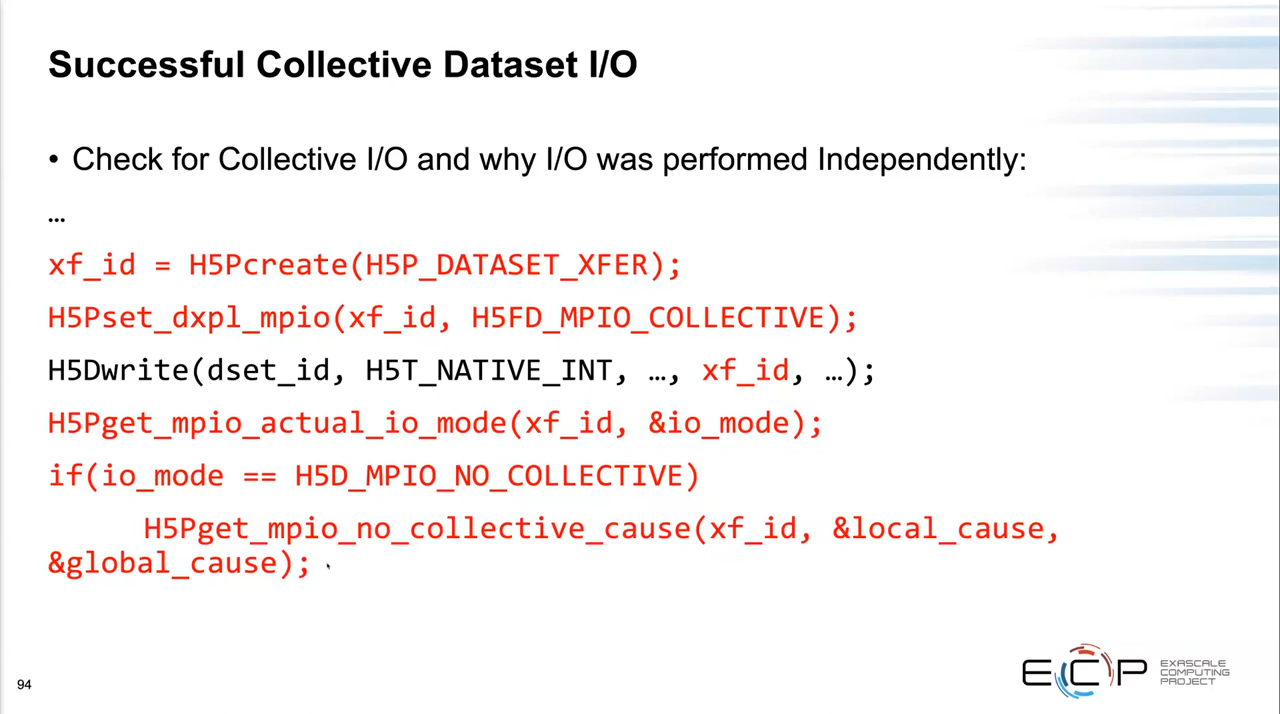 Successful Collective Dataset I/O
• Check for Collective I/O and why I/O was performed Independently:
…
xf_id = H5Pcreate(H5P_DATASET_XFER);
H5Pset_dxpl_mpio(xf_id, H5FD_MPIO_COLLECTIVE);
H5Dwrite(dset_id, H5T_NATIVE_INT, …, xf_id, …);
H5Pget_mpio_actual_io_mode(xf_id, &io_mode);
if(io_mode == H5D_MPIO_NO_COLLECTIVE)
H5Pget_mpio_no_collective_cause(xf_id, &local_cause,
&global_cause);
94
ECP
EXASCALE
COMPUTING
PROJECT